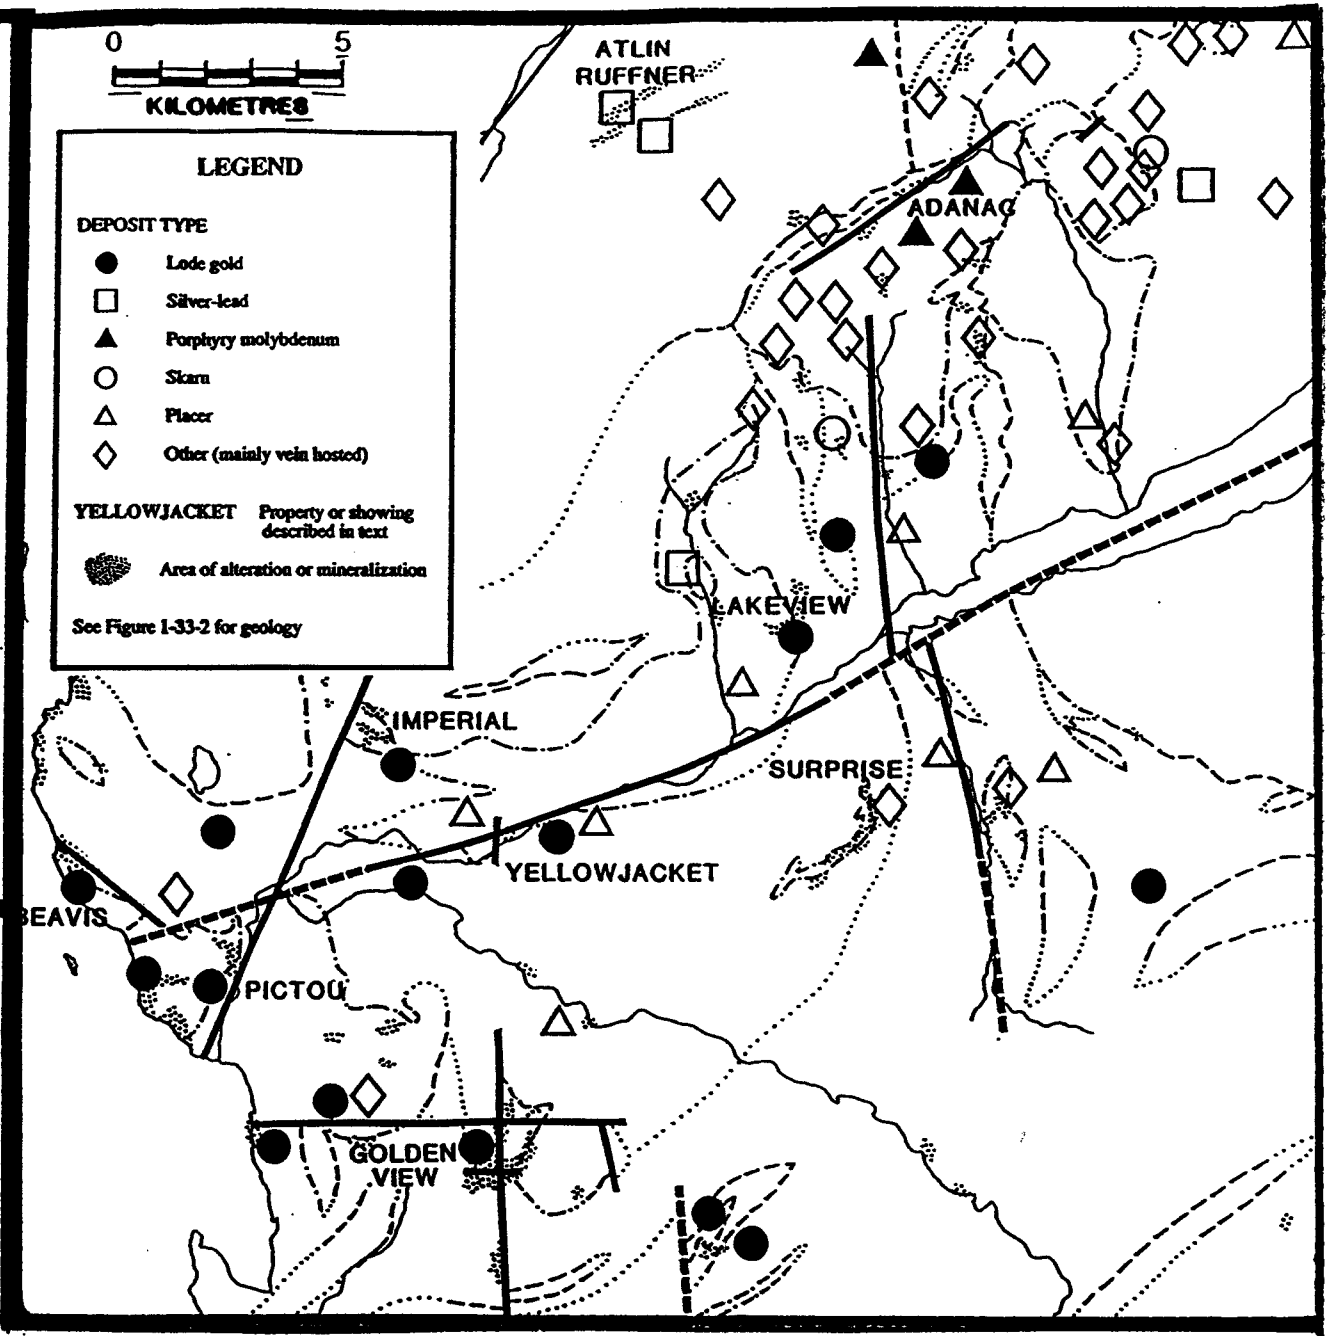 0 5
KILOMETRES
LEGEND
DEPOSIT TYPE
Lode gold
Silver-lead
Porphyry molybdenum
Skarn
Placer
Other (mainly vein hosted)
YELLOWJACKET Property or showing
described in text
Area of alteration or mineralization
See Figure 1-33-2 for geology
ATLIN
RUFFNER
ADANAC
LAKEVIEW
IMPERIAL
SURPRISE
YELLOWJACKET
BEAVIS
PICTOU
GOLDEN
VIEW